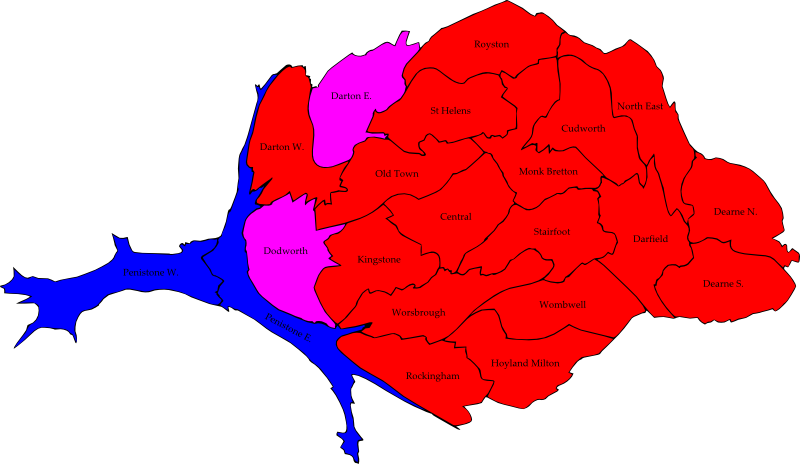 Royston
Darton E.
St Helens
North East
Cudworth
Darton W.
Old Town
Monk Bretton
Dearne N.
Central
Stairfoot
Darfield
Dodworth
Kingstone
Penistone W.
Dearne S.
Wombwell
Worsbrough
Penistone E.
Hoyland Milton
Rockingham